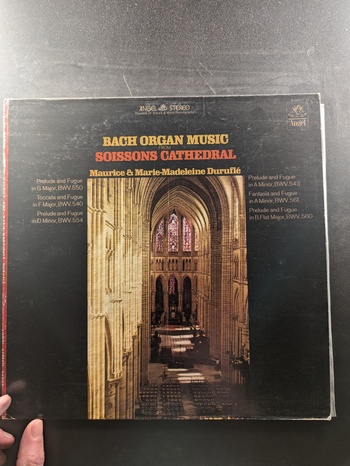 ANGEL STEREO
Angel
BACH ORGAN MUSIC
FROM
SOISSONS CATHEDRAL
Maurice & Marie-Madeleine Duruflé
Prelude and Fugue
in G Major, BWV. 550
Toccata and Fugue
in F Major, BWV. 540
Prelude and Fugue
in D Minor, BWV. 554
Prelude and Fugue
in A Minor, BWV. 543
Fantasia and Fugue
in A Minor, BWV. 561
Prelude and Fugue
in B Flat Major, BWV. 560